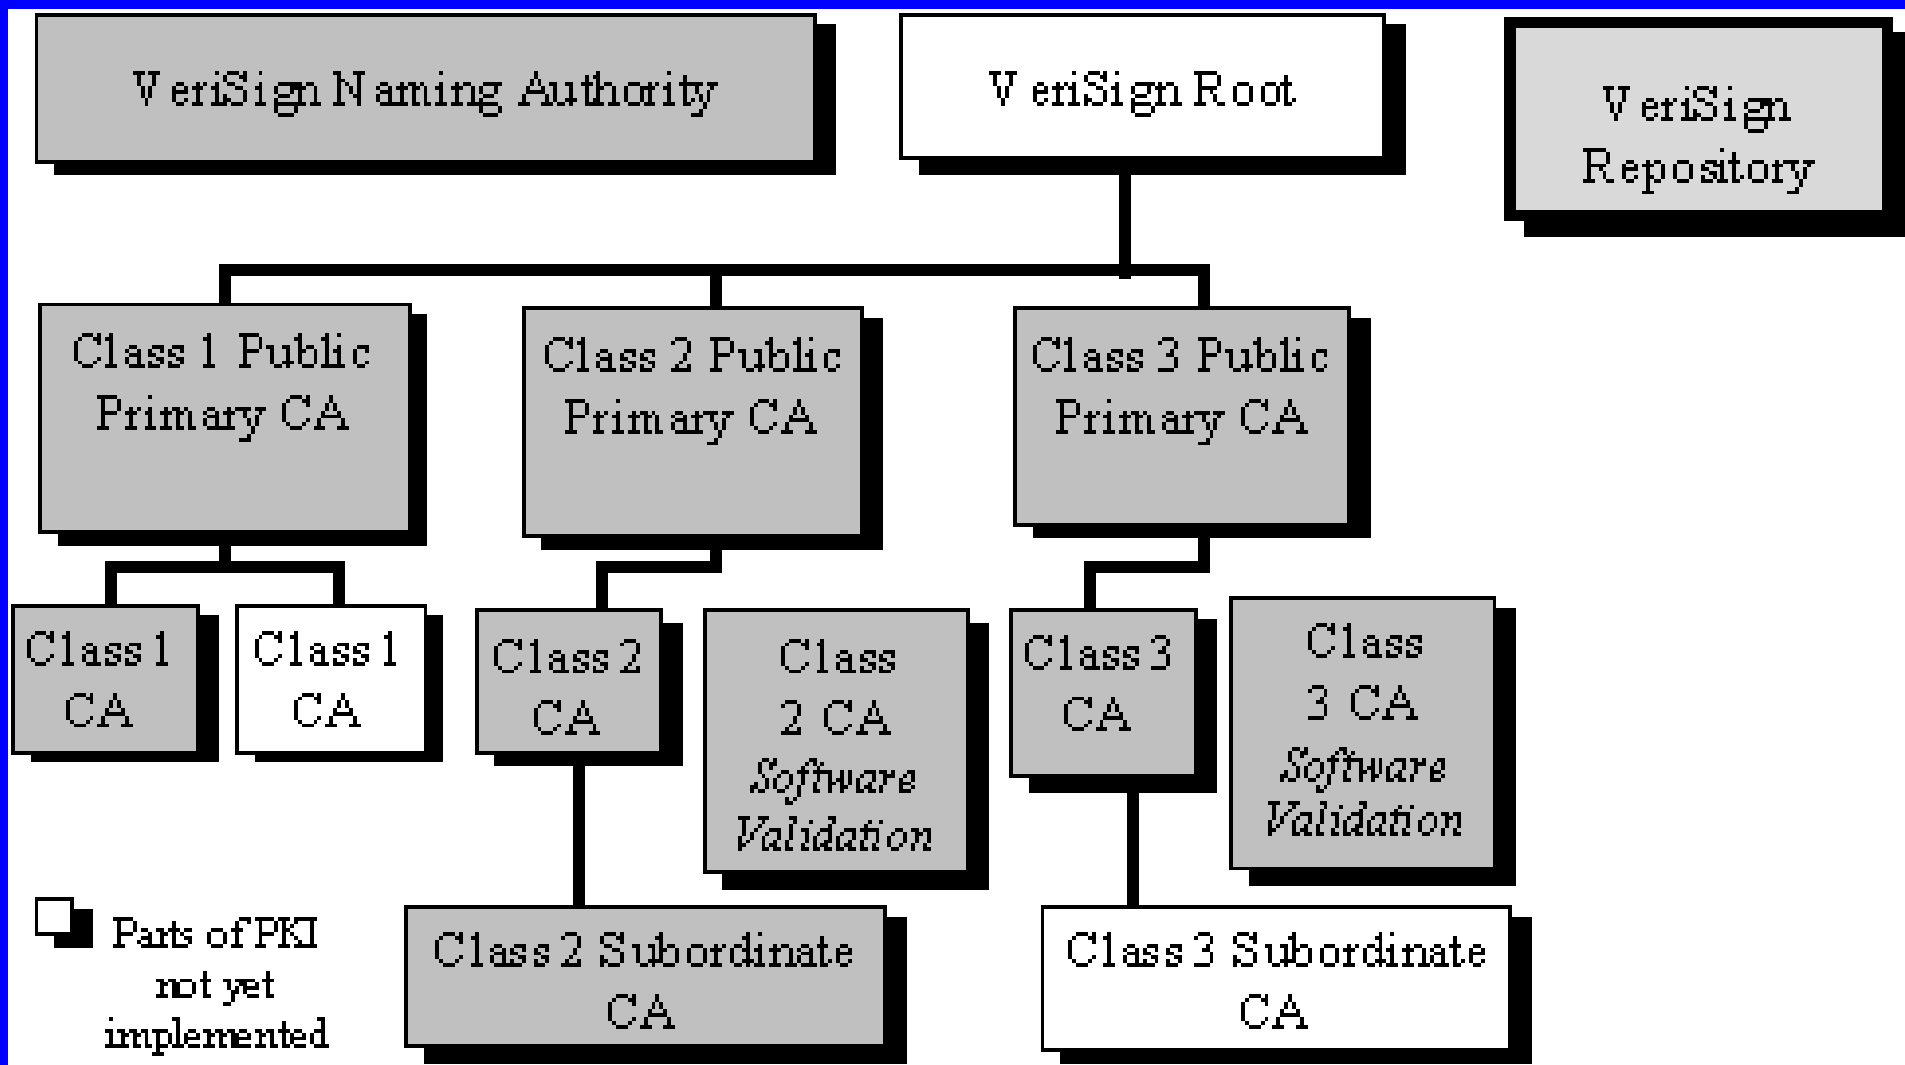 VeriSign Naming Authority
VeriSign Root
VeriSign
Repository
Class 1 Public
Primary CA
Class 2 Public
Primary CA
Class 3 Public
Primary CA
Class 1
CA
Class 1
CA
Class 2
CA
Class
2 CA
Software
Validation
Class 3
CA
Class
3 CA
Software
Validation
Parts of PKI
not yet
implemented
Class 2 Subordinate
CA
Class 3 Subordinate
CA